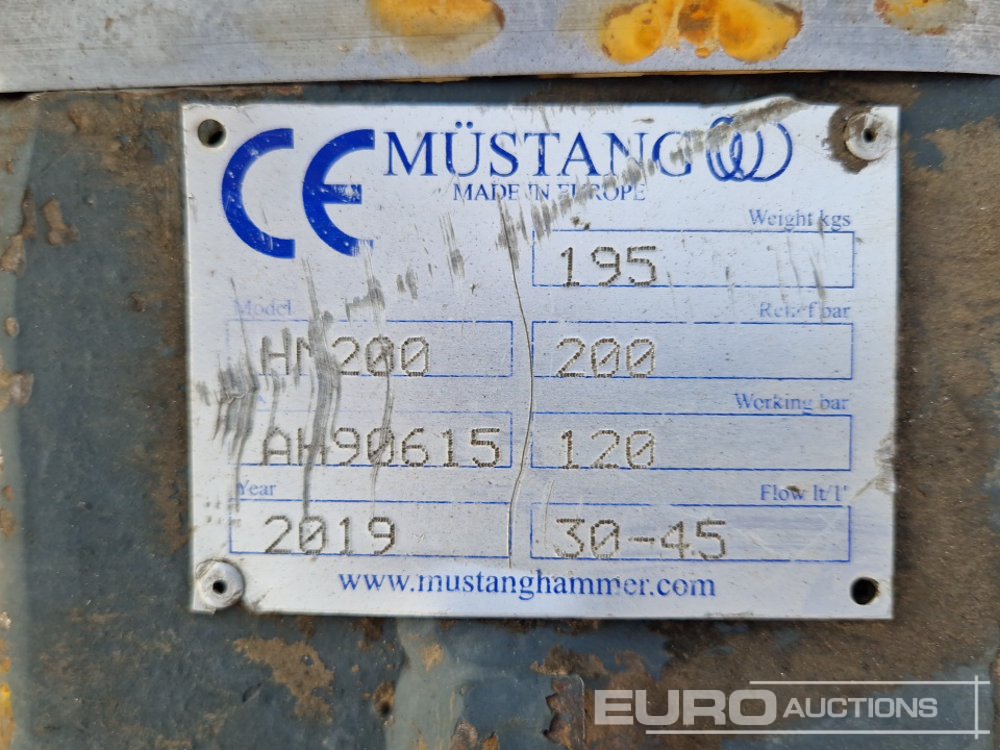 CE MÜSTANG
MADE IN EUROPE
Weight kgs
195
Model
Relief bar
HM200
200
Working bar
AH90615
120
Year
Flow lt/1'
2019
30-45
www.mustanghammer.com
EURO AUCTIONS